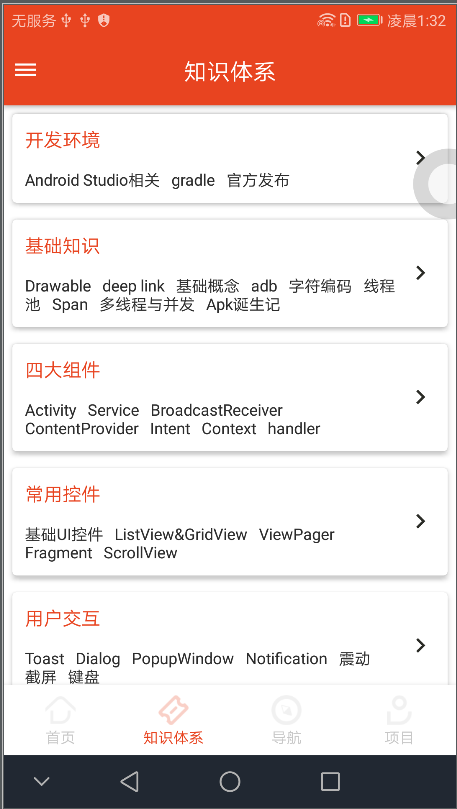 无服务 凌晨1:32
知识体系
开发环境
Android Studio相关 gradle 官方发布
基础知识
Drawable deep link 基础概念 adb 字符编码 线程
池 Span 多线程与并发 Apk诞生记
四大组件
Activity Service BroadcastReceiver
ContentProvider Intent Context handler
常用控件
基础UI控件 ListView&GridView ViewPager
Fragment ScrollView
用户交互
Toast Dialog PopupWindow Notification 震动
截屏 键盘
首页 知识体系 导航 项目